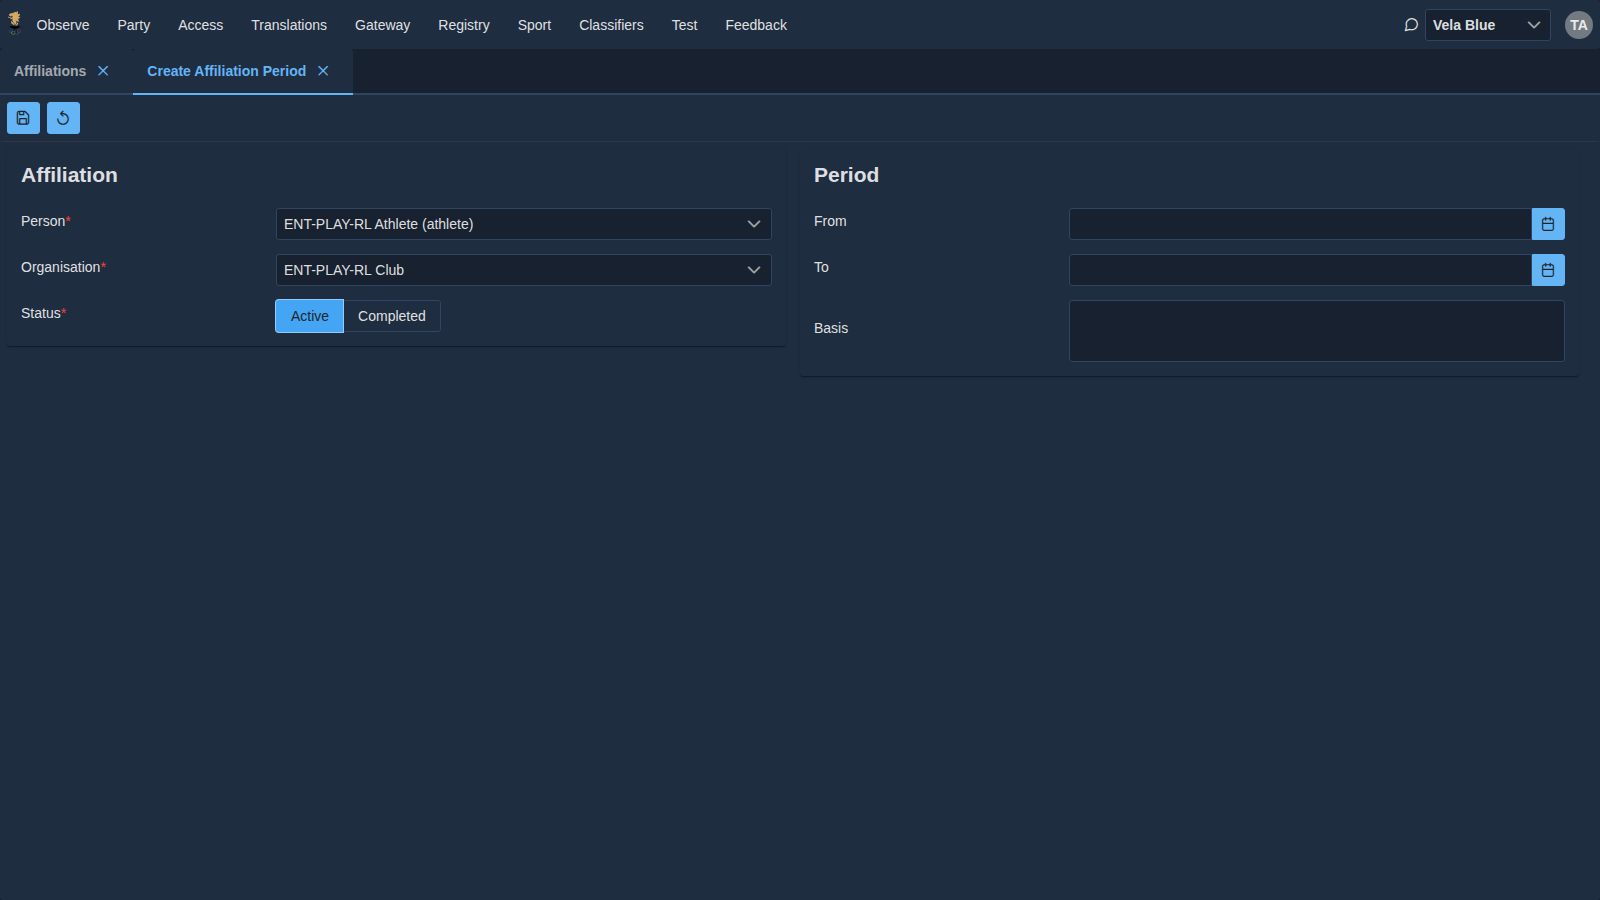 Observe Party Access Translations Gateway Registry Sport Classifiers Test Feedback Vela Blue TA
Affiliations Create Affiliation Period
Affiliation
Person* ENT-PLAY-RL Athlete (athlete)
Organisation* ENT-PLAY-RL Club
Status* Active Completed
Period
From
To
Basis